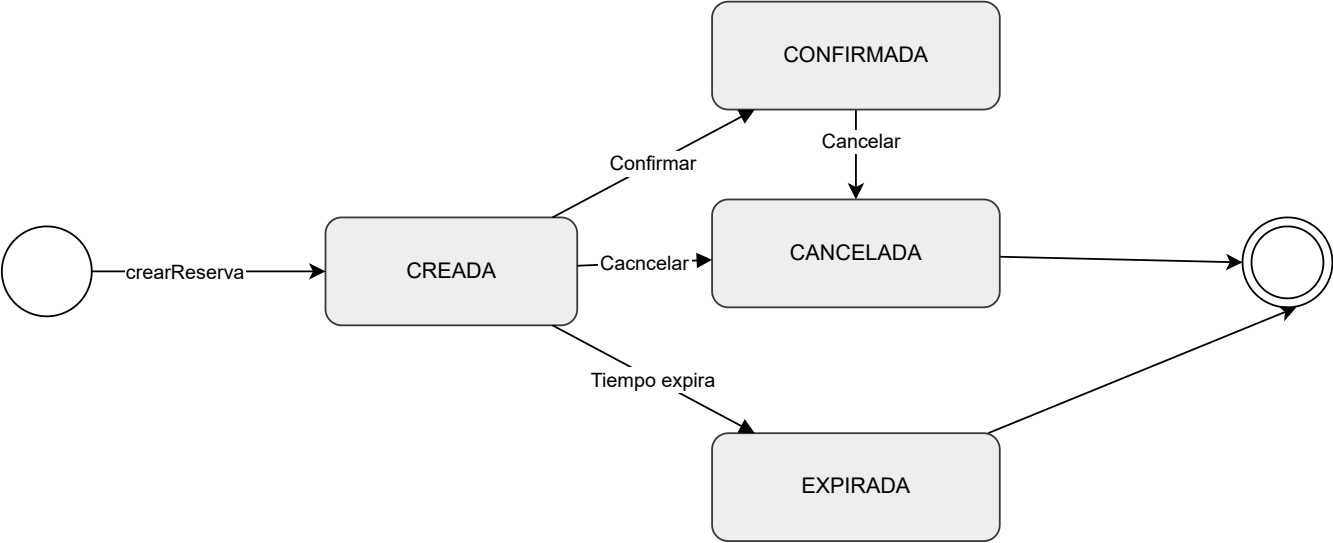 CONFIRMADA
Cancelar
Confirmar
CANCELADA
crearReserva
CREADA
Cacncelar
Tiempo expira
EXPIRADA